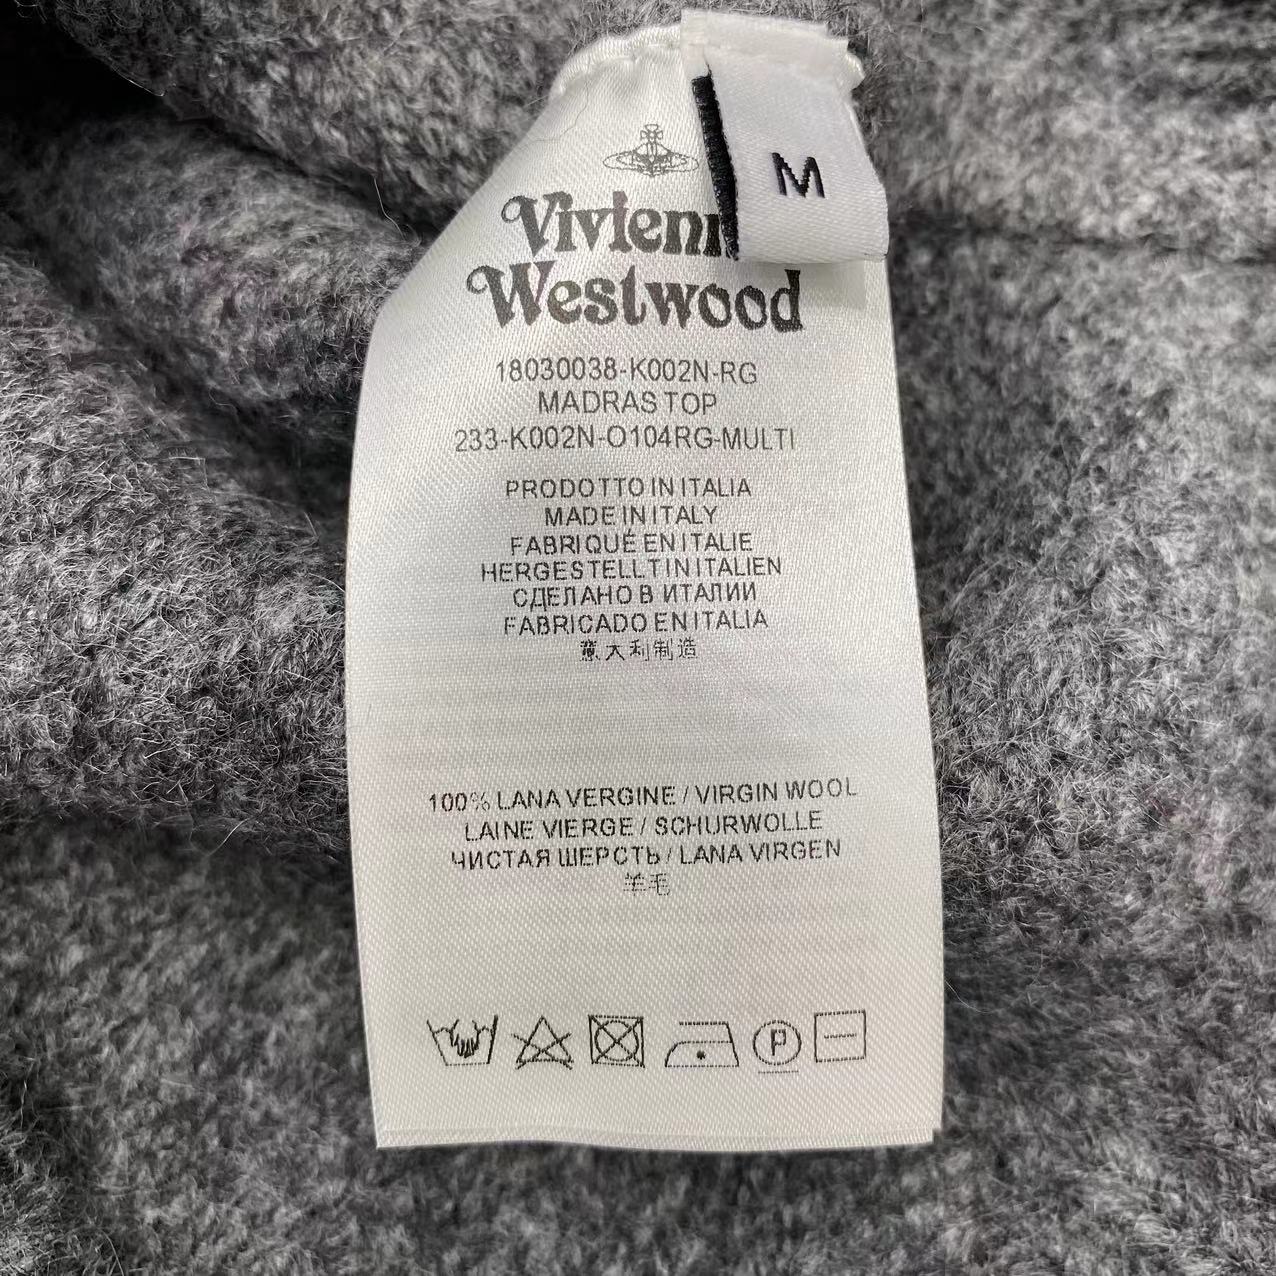 M
Westwood
18030038-K002N-RG
MADRAS TOP
233-K002N-O104RG-MULTI
PRODOTTO IN ITALIA
MADE IN ITALY
FABRIQUÉ EN ITALIE
HERGESTELLT IN ITALIEN
СДЕЛАНО В ИТАЛИИ
FABRICADO EN ITALIA
意大利制造
100% LANA VERGINE / VIRGIN WOOL
LAINE VIERGE / SCHURWOLLE
ЧИСТАЯ ШЕРСТЬ / LANA VIRGEN
羊毛
P